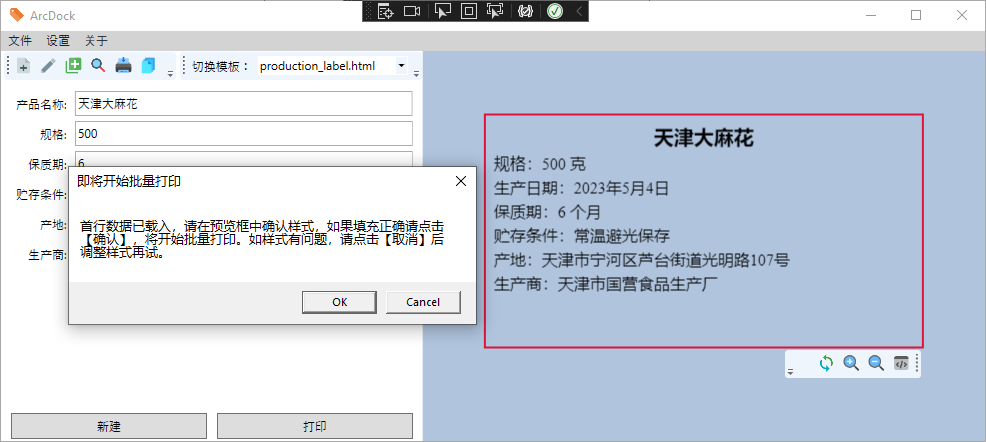 ArcDock
文件 设置 关于
切换模板： production_label.html
产品名称: 天津大麻花
规格: 500
保质期: 6
贮存条件:
产地:
生产商:
即将开始批量打印
首行数据已载入，请在预览框中确认样式，如果填充正确请点击
【确认】，将开始批量打印。如样式有问题，请点击【取消】后
调整样式再试。
OK Cancel
新建 打印
天津大麻花
规格：500 克
生产日期：2023年5月4日
保质期：6 个月
贮存条件：常温避光保存
产地：天津市宁河区芦台街道光明路107号
生产商：天津市国营食品生产厂